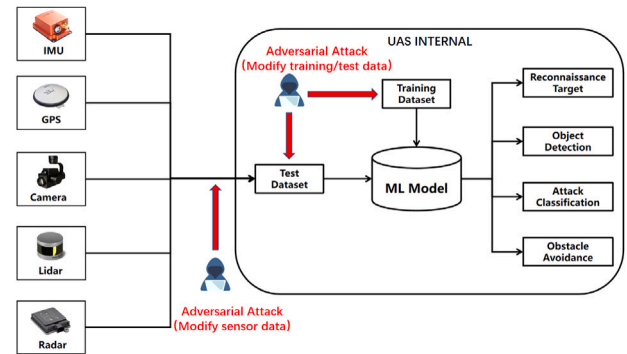 UAS INTERNAL
Adversarial Attack
(Modify training/test data)
IMU
GPS
Camera
Lidar
Radar
Training
Dataset
Test
Dataset
ML Model
Reconnaissance
Target
Object
Detection
Attack
Classification
Obstacle
Avoidance
Adversarial Attack
(Modify sensor data)